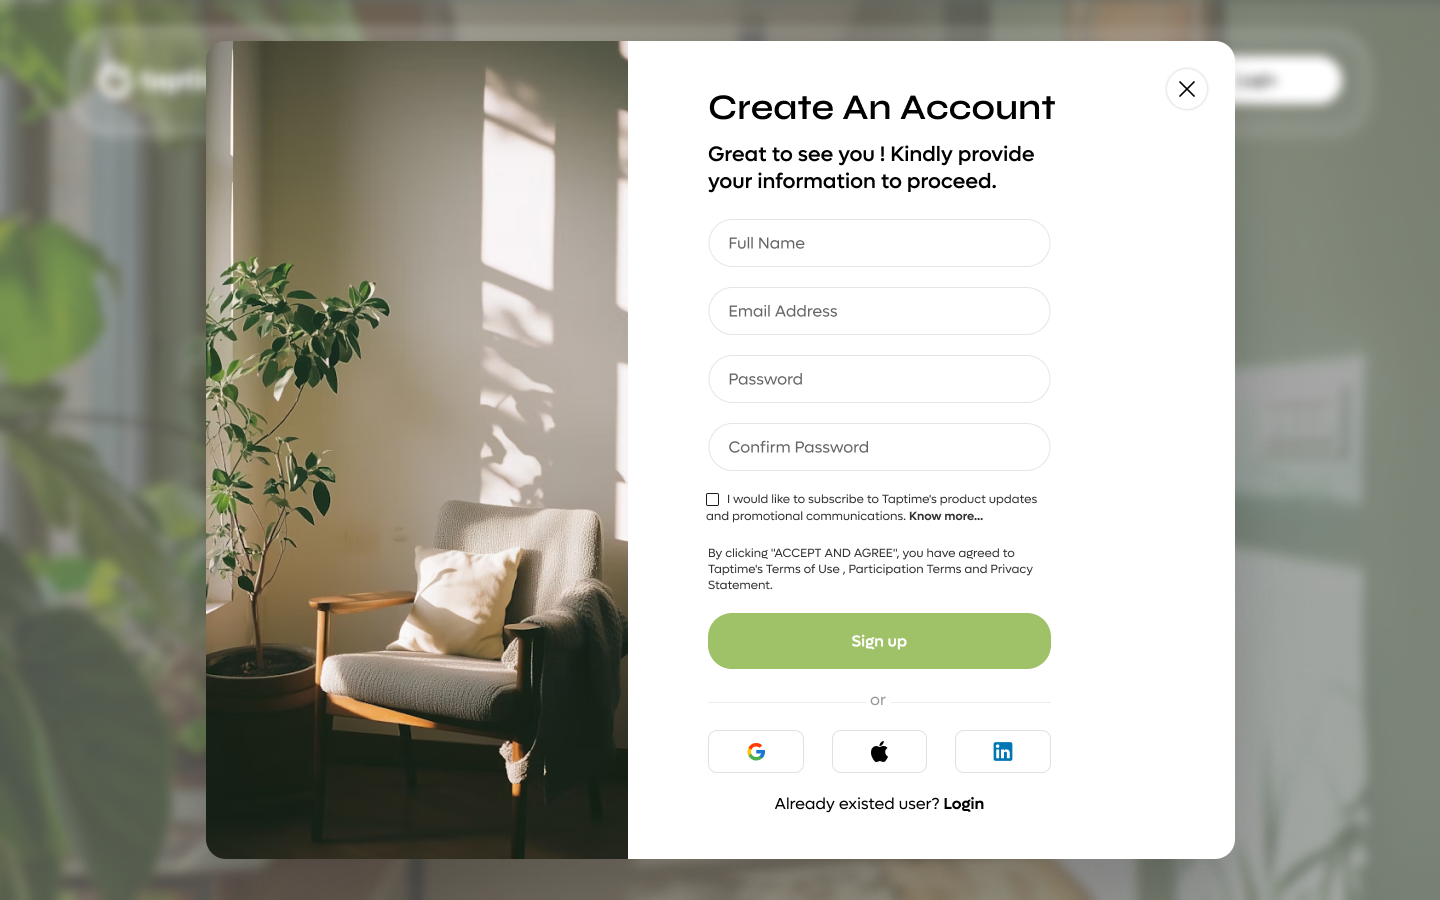 Create An Account
Great to see you ! Kindly provide
your information to proceed.
Full Name
Email Address
Password
Confirm Password
I would like to subscribe to Taptime's product updates
and promotional communications. Know more...
By clicking "ACCEPT AND AGREE", you have agreed to
Taptime's Terms of Use , Participation Terms and Privacy
Statement.
Sign up
or
Already existed user? Login